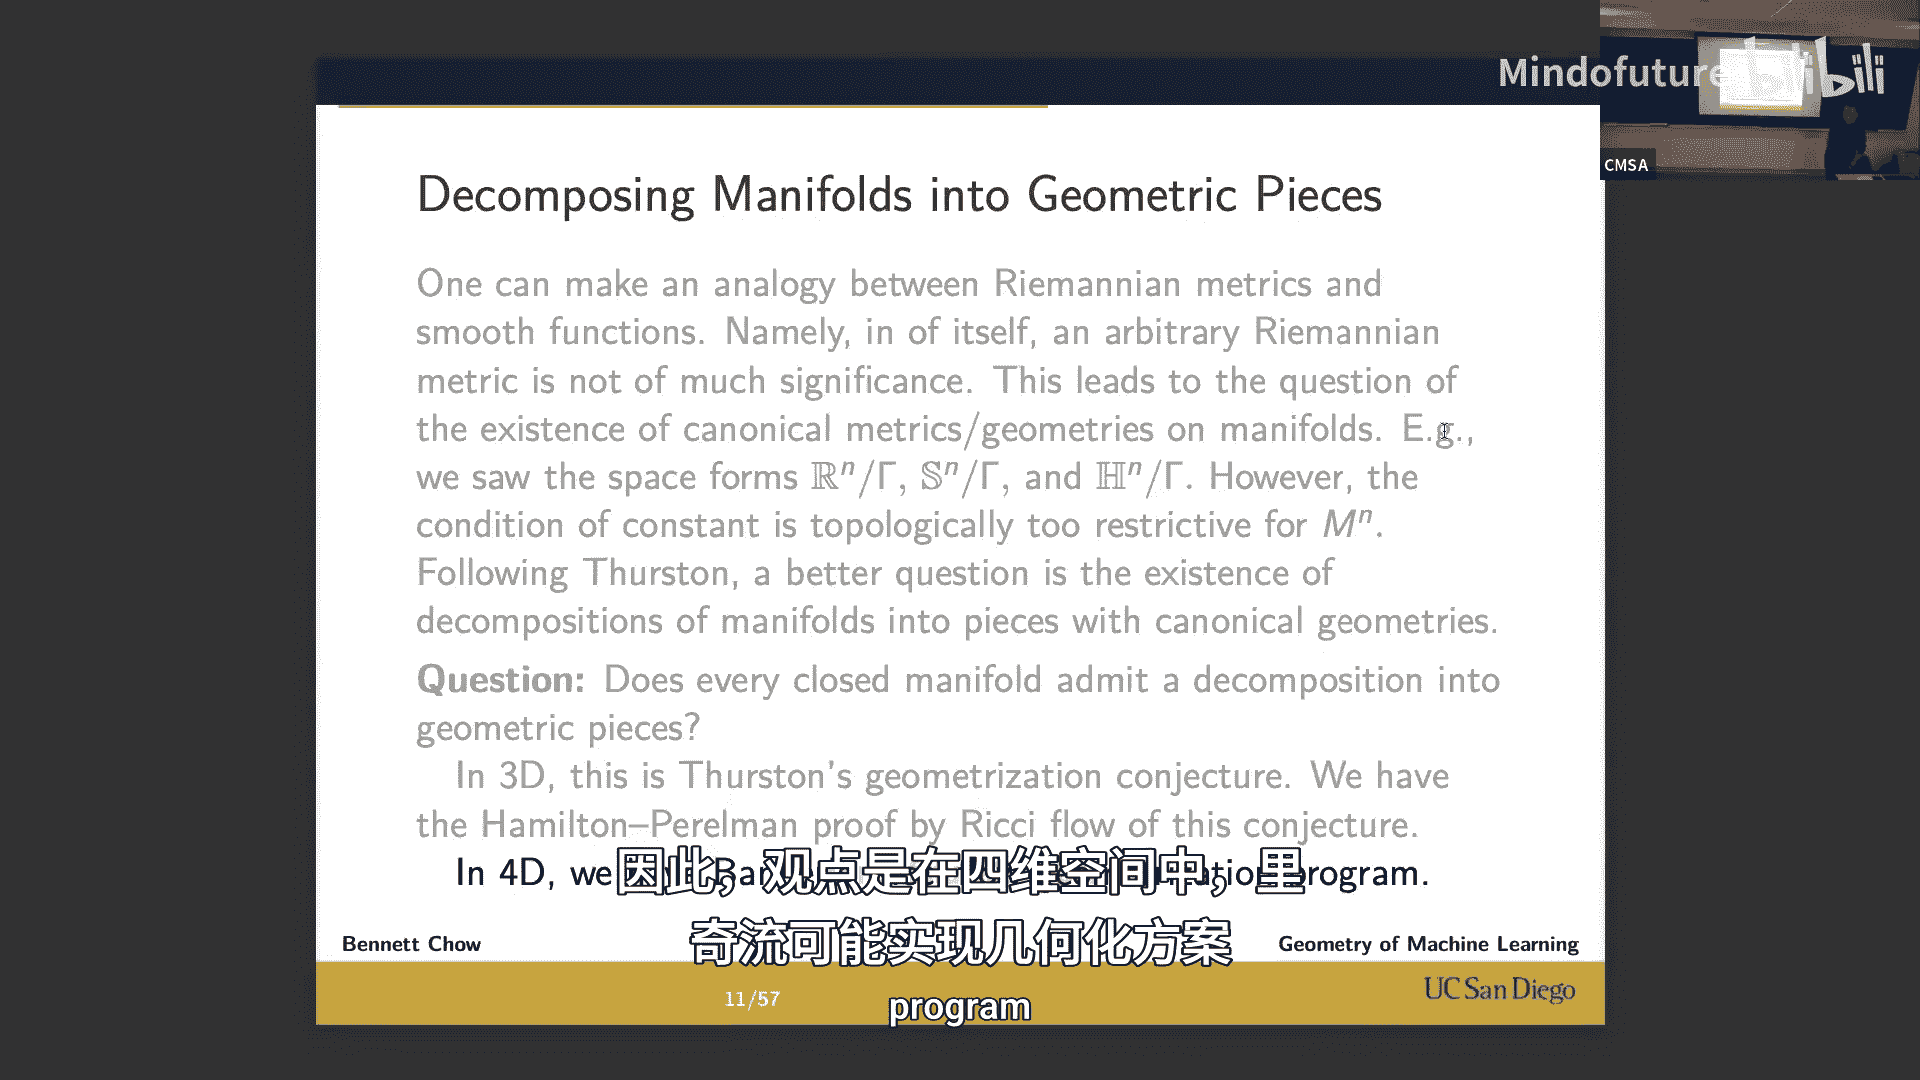 Mindofuture bilibili
CMSA
Decomposing Manifolds into Geometric Pieces
One can make an analogy between Riemannian metrics and
smooth functions. Namely, in of itself, an arbitrary Riemannian
metric is not of much significance. This leads to the question of
the existence of canonical metrics/geometries on manifolds. E.g.,
we saw the space forms ℝⁿ/Γ, 𝕊ⁿ/Γ, and ℍⁿ/Γ. However, the
condition of constant is topologically too restrictive for Mⁿ.
Following Thurston, a better question is the existence of
decompositions of manifolds into pieces with canonical geometries.
Question: Does every closed manifold admit a decomposition into
geometric pieces?
In 3D, this is Thurston's geometrization conjecture. We have
the Hamilton–Perelman proof by Ricci flow of this conjecture.
In 4D, we program.
因此，观点是在四维空间中，里
奇流可能实现几何化方案
Bennett Chow
Geometry of Machine Learning
11/57
program
UC San Diego